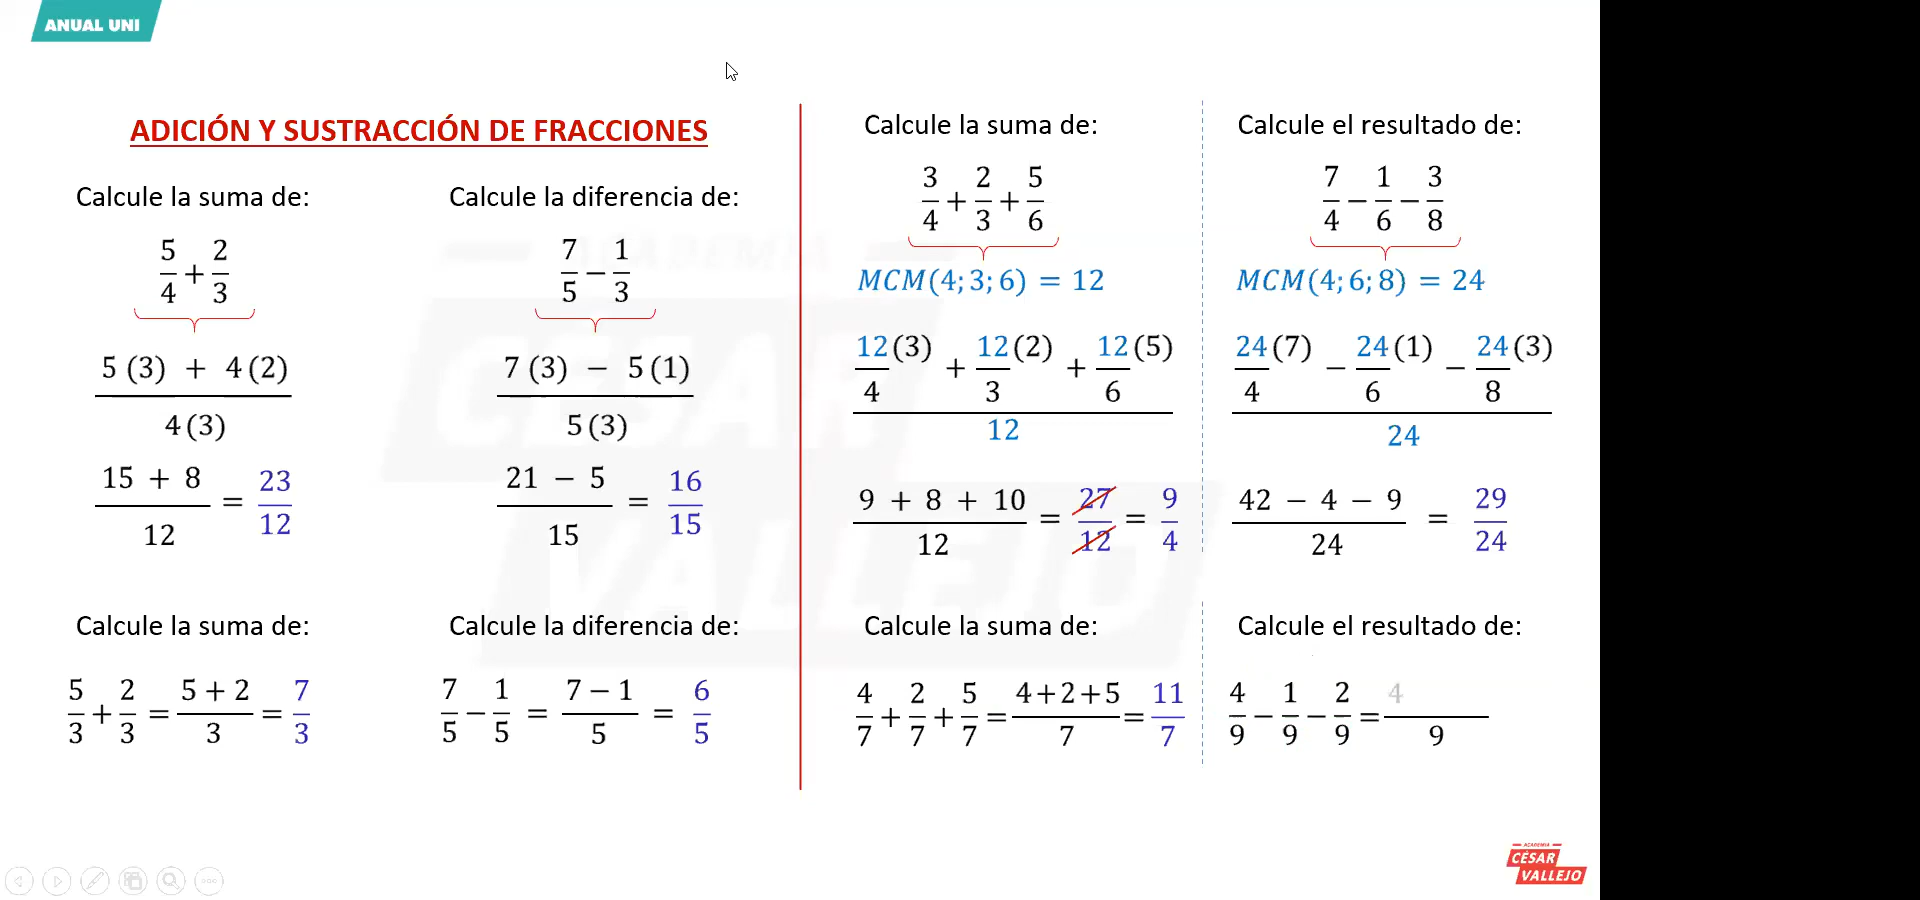 ANUAL UNI
ADICIÓN Y SUSTRACCIÓN DE FRACCIONES
Calcule la suma de:
5/4 + 2/3
5 (3) + 4 (2)
4 (3)
15 + 8
12
= 23/12
Calcule la diferencia de:
7/5 − 1/3
7 (3) − 5 (1)
5 (3)
21 − 5
15
= 16/15
Calcule la suma de:
5/3 + 2/3 = (5 + 2)/3 = 7/3
Calcule la diferencia de:
7/5 − 1/5 = (7 − 1)/5 = 6/5
Calcule la suma de:
3/4 + 2/3 + 5/6
MCM(4; 3; 6) = 12
12/4 (3) + 12/3 (2) + 12/6 (5)
12
9 + 8 + 10
12
= 27/12 = 9/4
Calcule el resultado de:
7/4 − 1/6 − 3/8
MCM(4; 6; 8) = 24
24/4 (7) − 24/6 (1) − 24/8 (3)
24
42 − 4 − 9
24
= 29/24
Calcule la suma de:
4/7 + 2/7 + 5/7 = (4+2+5)/7 = 11/7
Calcule el resultado de:
4/9 − 1/9 − 2/9 = 4/9
ACADEMIA
CÉSAR
VALLEJO